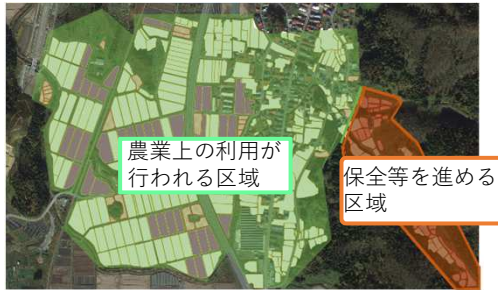 農業上の利用が
行われる区域
保全等を進める
区域